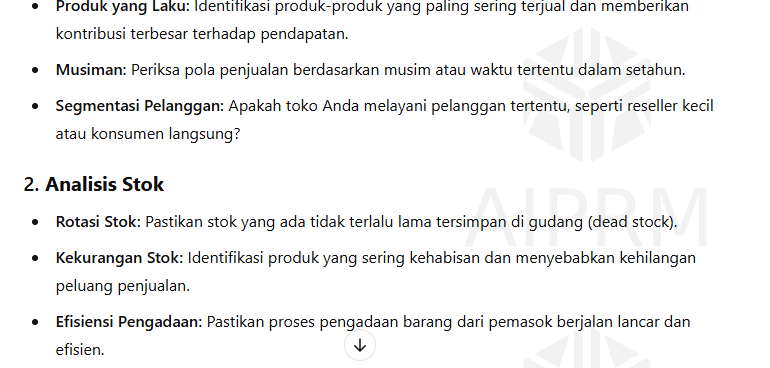 Produk yang Laku: Identifikasi produk-produk yang paling sering terjual dan memberikan
kontribusi terbesar terhadap pendapatan.
Musiman: Periksa pola penjualan berdasarkan musim atau waktu tertentu dalam setahun.
Segmentasi Pelanggan: Apakah toko Anda melayani pelanggan tertentu, seperti reseller kecil
atau konsumen langsung?
2. Analisis Stok
AIPRM
Rotasi Stok: Pastikan stok yang ada tidak terlalu lama tersimpan di gudang (dead stock).
Kekurangan Stok: Identifikasi produk yang sering kehabisan dan menyebabkan kehilangan
peluang penjualan.
Efisiensi Pengadaan: Pastikan proses pengadaan barang dari pemasok berjalan lancar dan
efisien.